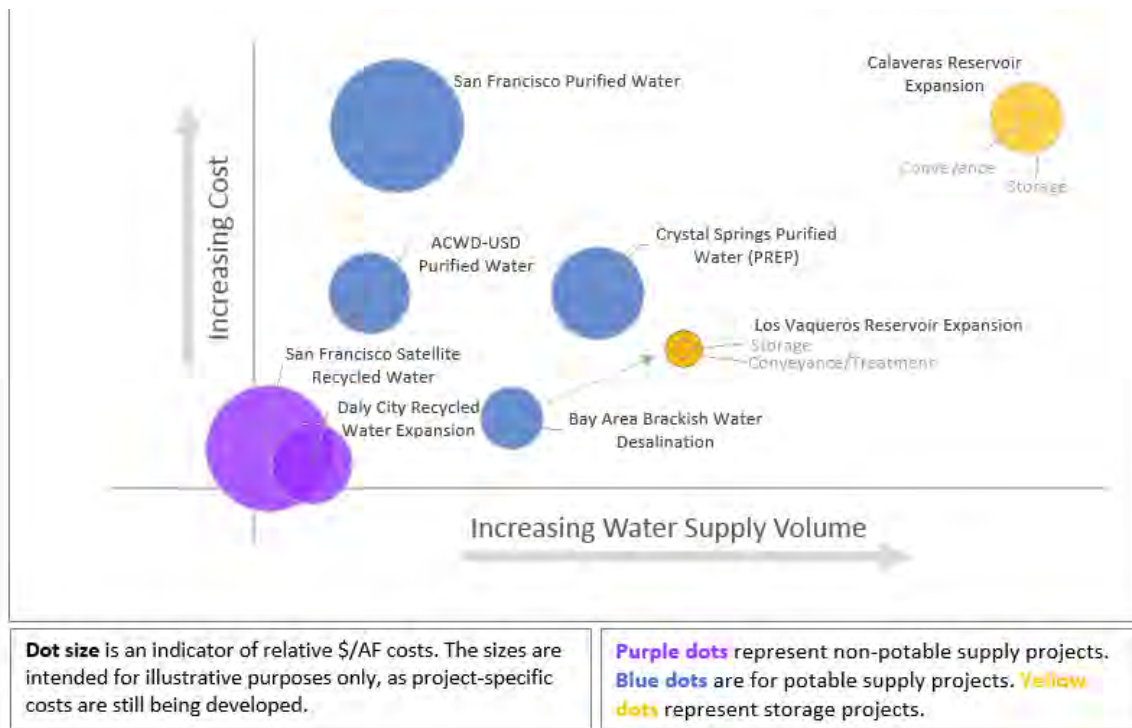 San Francisco Purified Water
Calaveras Reservoir
Expansion
Conveyance
Storage
Increasing Cost
ACWD-USD
Purified Water
Crystal Springs Purified
Water (PREP)
Los Vaqueros Reservoir Expansion
Storage
Conveyance/Treatment
San Francisco Satellite
Recycled Water
Daly City Recycled
Water Expansion
Bay Area Brackish Water
Desalination
Increasing Water Supply Volume
Dot size is an indicator of relative $/AF costs. The sizes are
intended for illustrative purposes only, as project-specific
costs are still being developed.
Purple dots represent non-potable supply projects.
Blue dots are for potable supply projects. Yellow
dots represent storage projects.